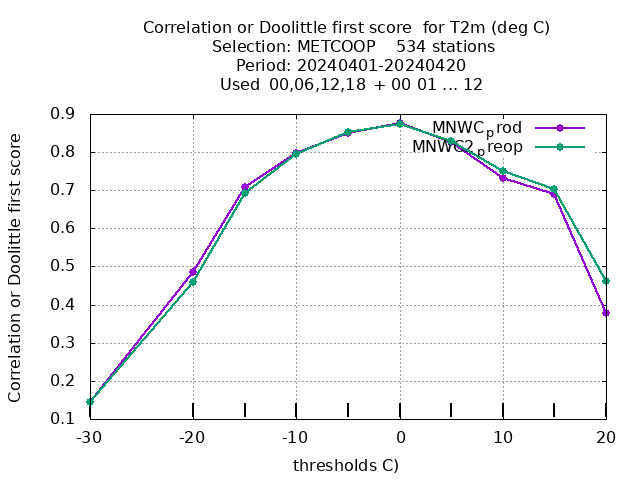 Correlation or Doolittle first score  for T2m (deg C)
Selection: METCOOP    534 stations
Period: 20240401-20240420
Used  00,06,12,18  + 00 01 ... 12
Correlation or Doolittle first score
0.9
0.8
0.7
0.6
0.5
0.4
0.3
0.2
0.1
MNWCprod
MNWC2preop
-30
-20
-10
0
10
20
thresholds C)